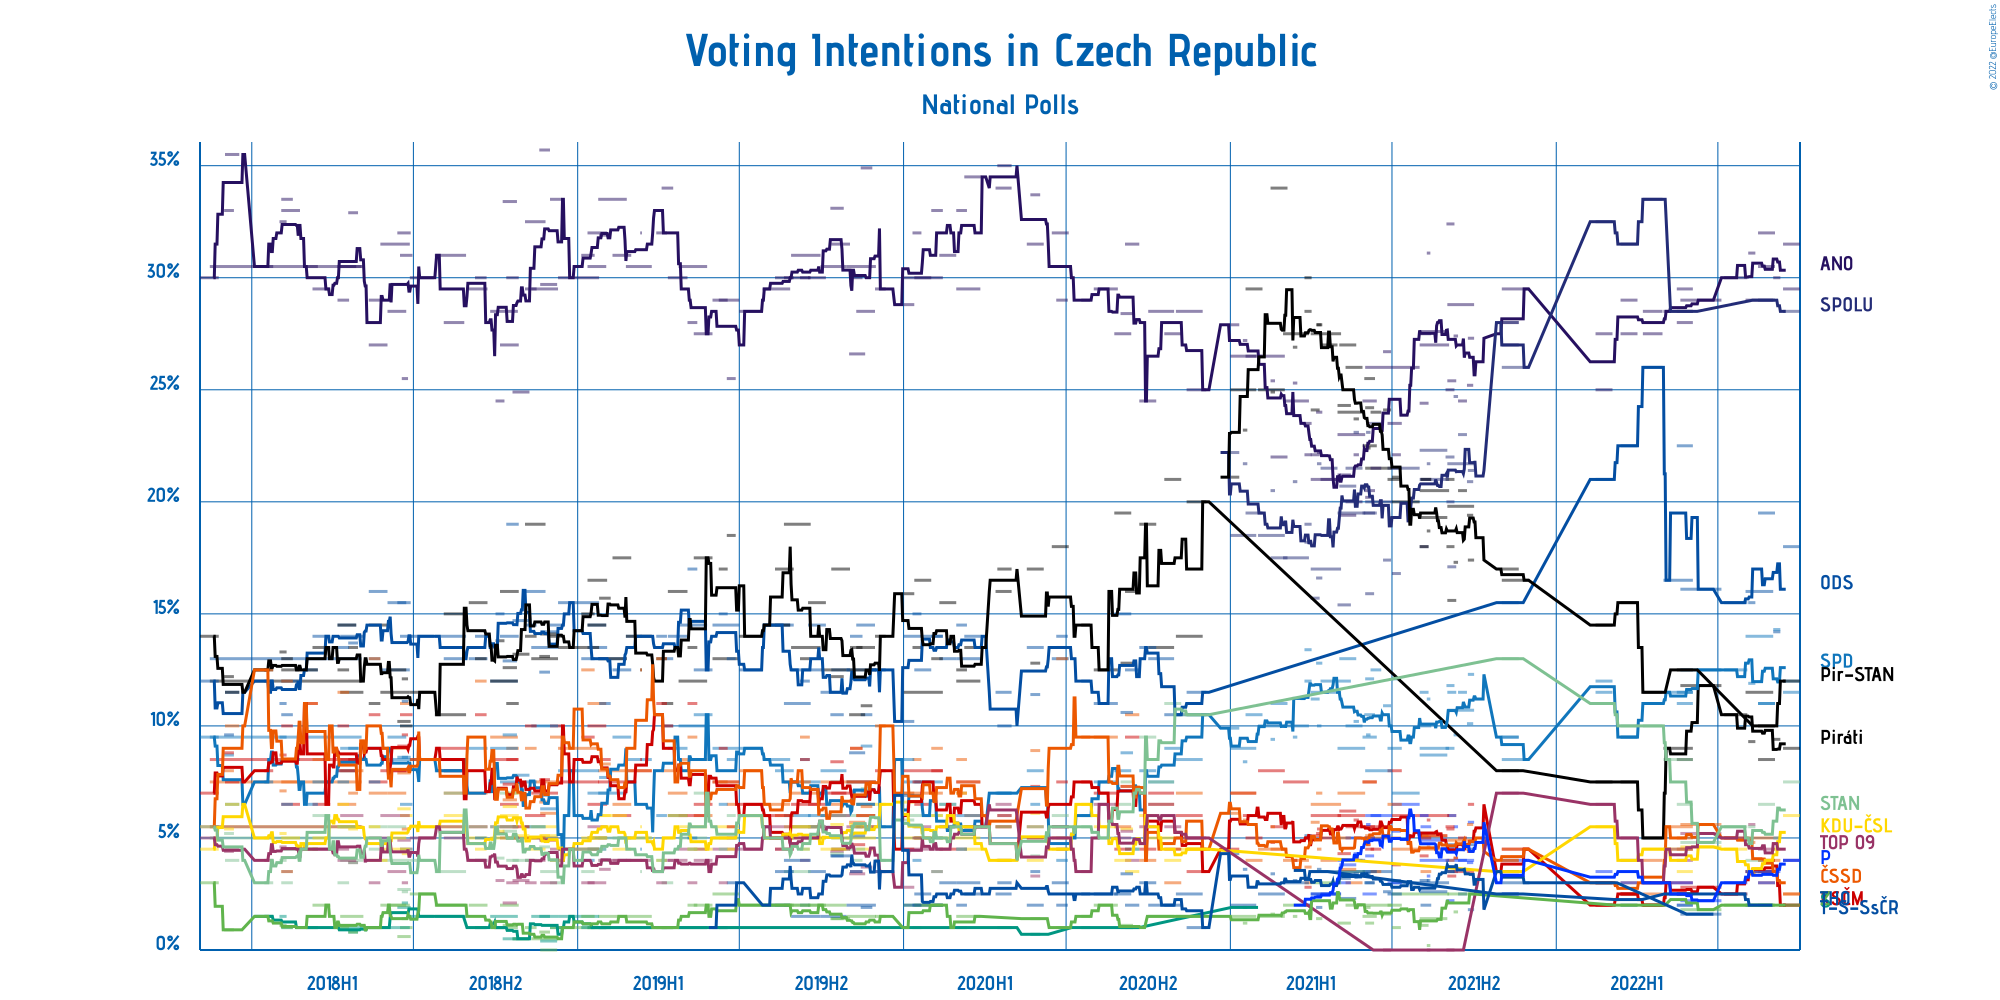 © 2022 @EuropeElects
Voting Intentions in Czech Republic
National Polls
35%
30%
25%
20%
15%
10%
5%
0%
ANO
SPOLU
ODS
SPD
Pir-STAN
Piráti
STAN
KDU-ČSL
TOP 09
P
ČSSD
KSČM
T-S-SsČR
2018H1
2018H2
2019H1
2019H2
2020H1
2020H2
2021H1
2021H2
2022H1